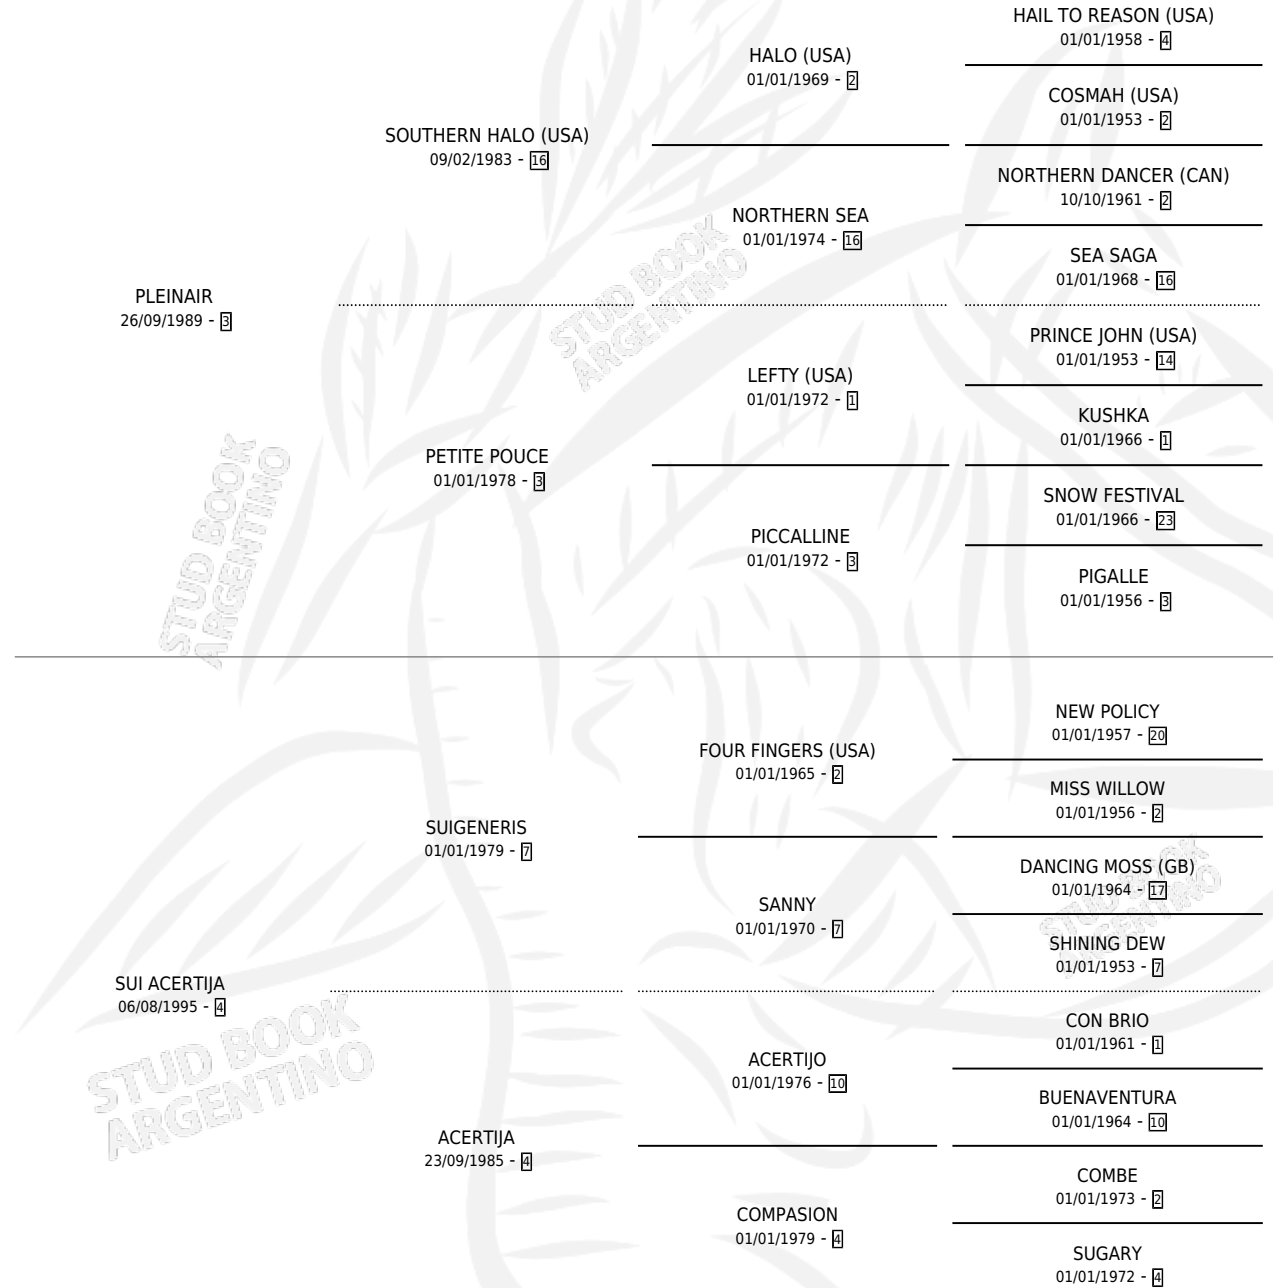 HAIL TO REASON (USA)
01/01/1958 - 4
HALO (USA)
01/01/1969 - 2
COSMAH (USA)
01/01/1953 - 2
SOUTHERN HALO (USA)
09/02/1983 - 16
NORTHERN DANCER (CAN)
10/10/1961 - 2
NORTHERN SEA
01/01/1974 - 16
SEA SAGA
01/01/1968 - 16
STUD BOOK
ARGENTINO
PLEINAIR
26/09/1989 - 3
PRINCE JOHN (USA)
01/01/1953 - 14
LEFTY (USA)
01/01/1972 - 1
KUSHKA
01/01/1966 - 1
PETITE POUCE
01/01/1978 - 3
SNOW FESTIVAL
01/01/1966 - 23
PICCALLINE
01/01/1972 - 3
PIGALLE
01/01/1956 - 3
STUD BOOK
ARGENTINO
NEW POLICY
01/01/1957 - 20
FOUR FINGERS (USA)
01/01/1965 - 2
MISS WILLOW
01/01/1956 - 2
SUIGENERIS
01/01/1979 - 7
DANCING MOSS (GB)
01/01/1964 - 17
SANNY
01/01/1970 - 7
SHINING DEW
01/01/1953 - 7
STUD BOOK
ARGENTINO
SUI ACERTIJA
06/08/1995 - 4
CON BRIO
01/01/1961 - 1
ACERTIJO
01/01/1976 - 10
BUENAVENTURA
01/01/1964 - 10
STUD BOOK
ARGENTINO
ACERTIJA
23/09/1985 - 4
COMBE
01/01/1973 - 2
COMPASION
01/01/1979 - 4
SUGARY
01/01/1972 - 4